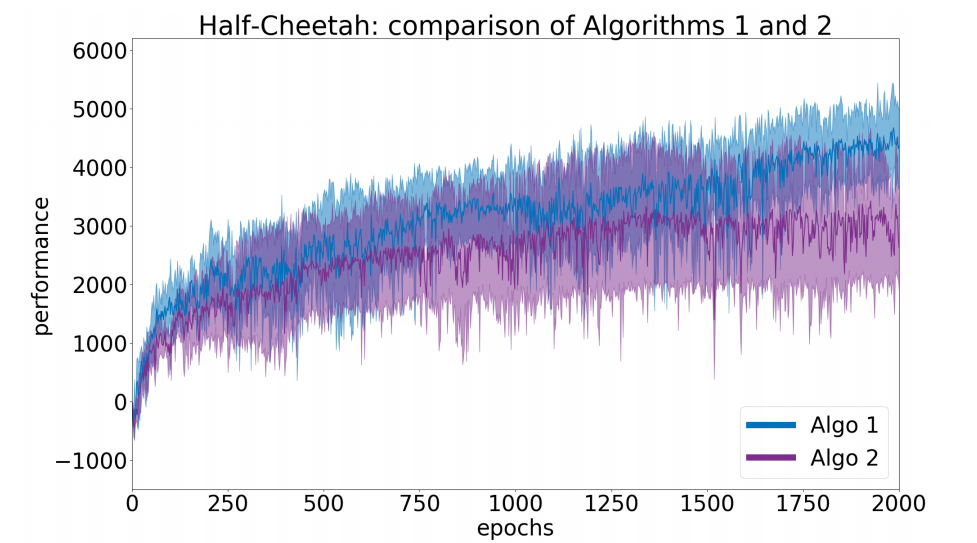 Half-Cheetah: comparison of Algorithms 1 and 2
6000
5000
4000
3000
2000
1000
0
−1000
performance
0 250 500 750 1000 1250 1500 1750 2000
epochs
Algo 1
Algo 2